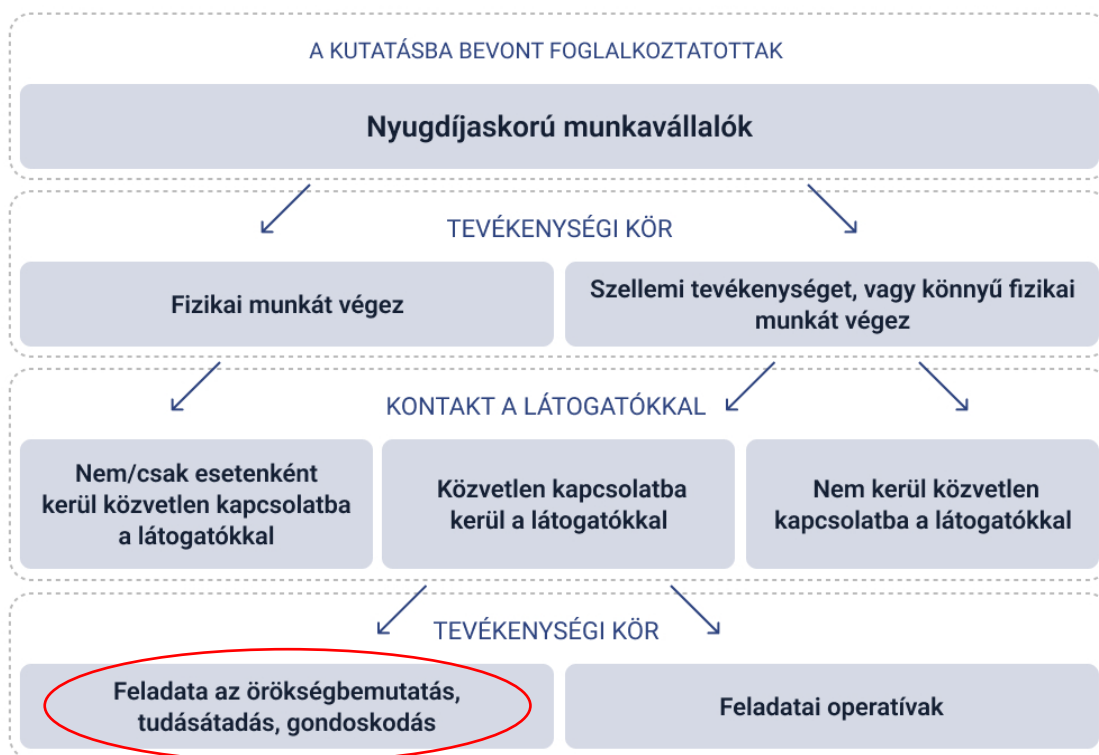 A KUTATÁSBA BEVONT FOGLALKOZTATOTTAK
Nyugdíjaskorú munkavállalók
TEVÉKENYSÉGI KÖR
Fizikai munkát végez
Szellemi tevékenységet, vagy könnyű fizikai
munkát végez
KONTAKT A LÁTOGATÓKKAL
Nem/csak esetenként
kerül közvetlen kapcsolatba
a látogatókkal
Közvetlen kapcsolatba
kerül a látogatókkal
Nem kerül közvetlen
kapcsolatba a látogatókkal
TEVÉKENYSÉGI KÖR
Feladata az örökségbemutatás,
tudásátadás, gondoskodás
Feladatai operatívak